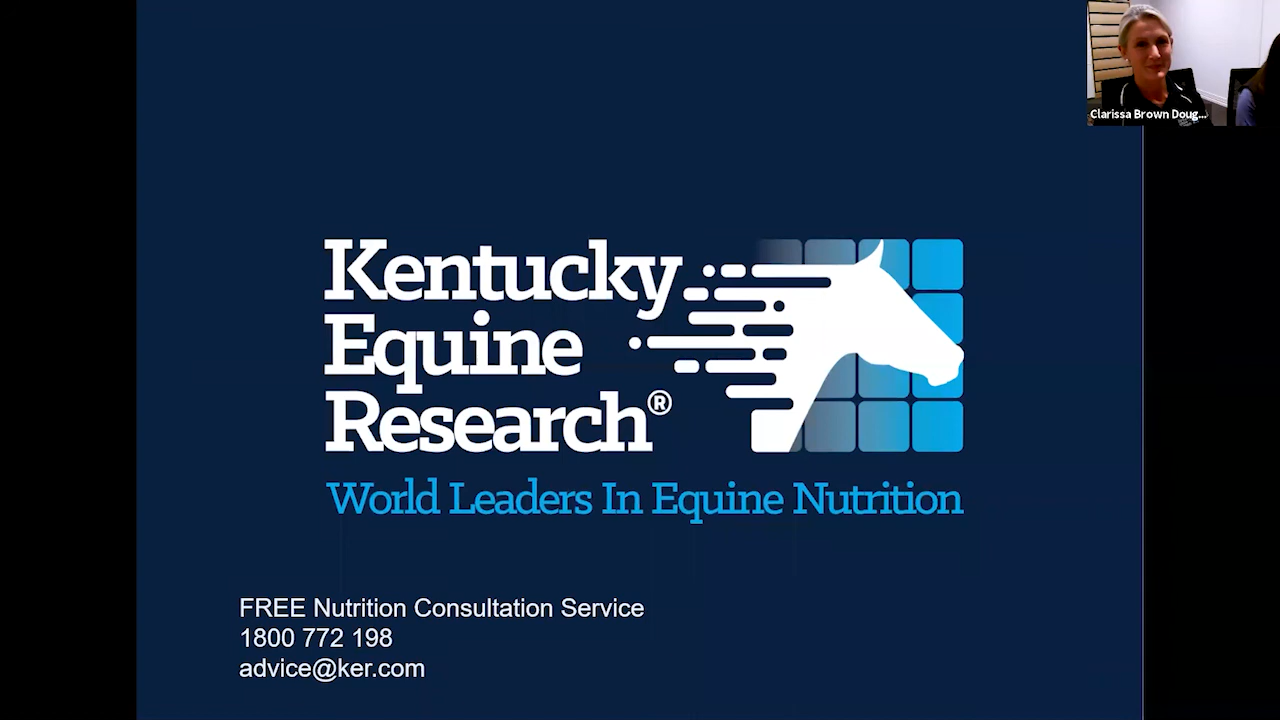 Clarissa Brown Doug...
Kentucky
Equine
Research®
World Leaders In Equine Nutrition
FREE Nutrition Consultation Service
1800 772 198
advice@ker.com